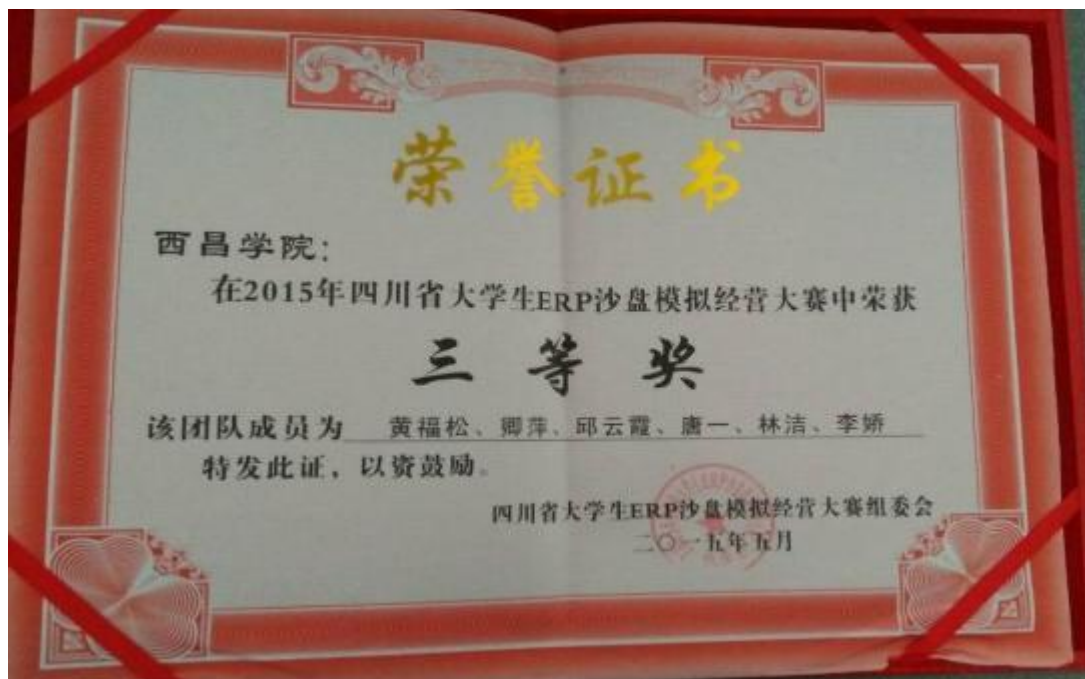 荣誉证书
西昌学院：
在2015年四川省大学生ERP沙盘模拟经营大赛中荣获
三等奖
该团队成员为 黄福松、卿萍、邱云霞、唐一、林洁、李娇
特发此证，以资鼓励。
四川省大学生ERP沙盘模拟经营大赛组委会
二〇一五年五月